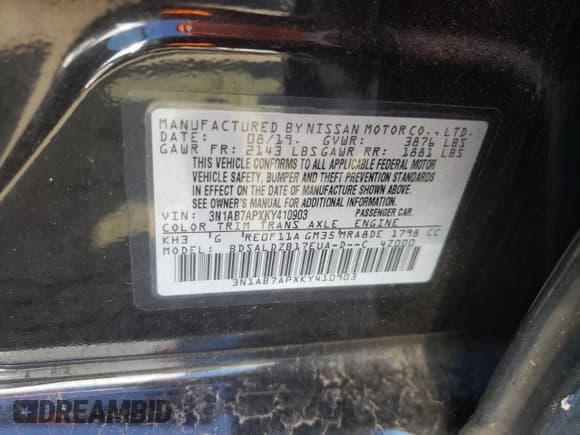 MANUFACTURED BY NISSAN MOTOR CO., LTD.
DATE: 08/19. GVWR: 3876 LBS
GAWR FR: 2143 LBS GAWR RR: 1881 LBS
THIS VEHICLE CONFORMS TO ALL APPLICABLE FEDERAL MOTOR
VEHICLE SAFETY, BUMPER AND THEFT PREVENTION STANDARDS
IN EFFECT ON THE DATE OF MANUFACTURE SHOWN ABOVE.
SEE OWNER'S MANUAL FOR ADDITIONAL INFORMATION.
VIN: 3N1AB7APXKY410903 PASSENGER CAR.
COLOR TRIM TRANS AXLE ENGINE
KH3 G RE0F11A GM35 MRA8DE 1798 CC
MODEL: BDSALDZB17EUA-D--C 4Z000
3N1AB7APXKY410903
DREAMBID